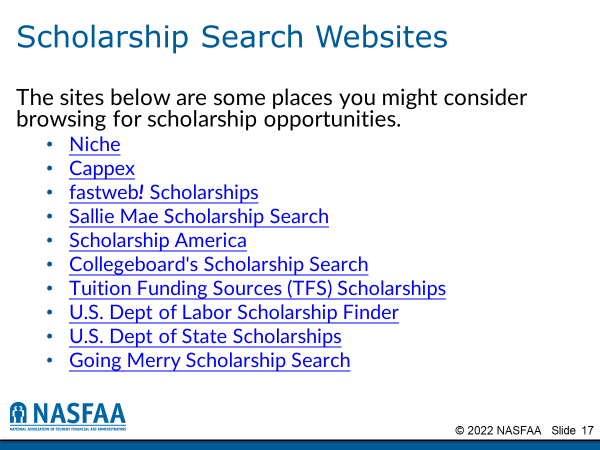 Scholarship Search Websites
The sites below are some places you might consider
browsing for scholarship opportunities.
• Niche
• Cappex
• fastweb! Scholarships
• Sallie Mae Scholarship Search
• Scholarship America
• Collegeboard's Scholarship Search
• Tuition Funding Sources (TFS) Scholarships
• U.S. Dept of Labor Scholarship Finder
• U.S. Dept of State Scholarships
• Going Merry Scholarship Search
NASFAA
NATIONAL ASSOCIATION OF STUDENT FINANCIAL AID ADMINISTRATORS
© 2022 NASFAA Slide 17